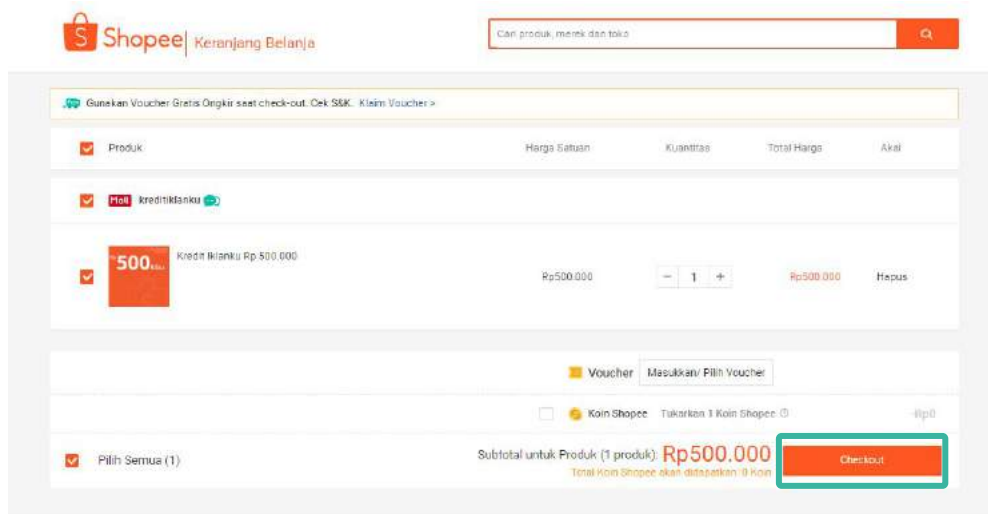 Shopee | Keranjang Belanja
Cari produk, merek dan toko
Gunakan Voucher Gratis Ongkir saat check-out. Cek S&K. Klaim Voucher >
Produk Harga Satuan Kuantitas Total Harga Aksi
Mall kreditiklanku
500
Kredit Iklanku Rp 500.000
Rp500.000 − 1 + Rp500.000 Hapus
Voucher Masukkan/ Pilih Voucher
Koin Shopee Tukarkan 1 Koin Shopee -Rp0
Pilih Semua (1) Subtotal untuk Produk (1 produk): Rp500.000 Checkout
Total Koin Shopee akan didapatkan: 0 Koin